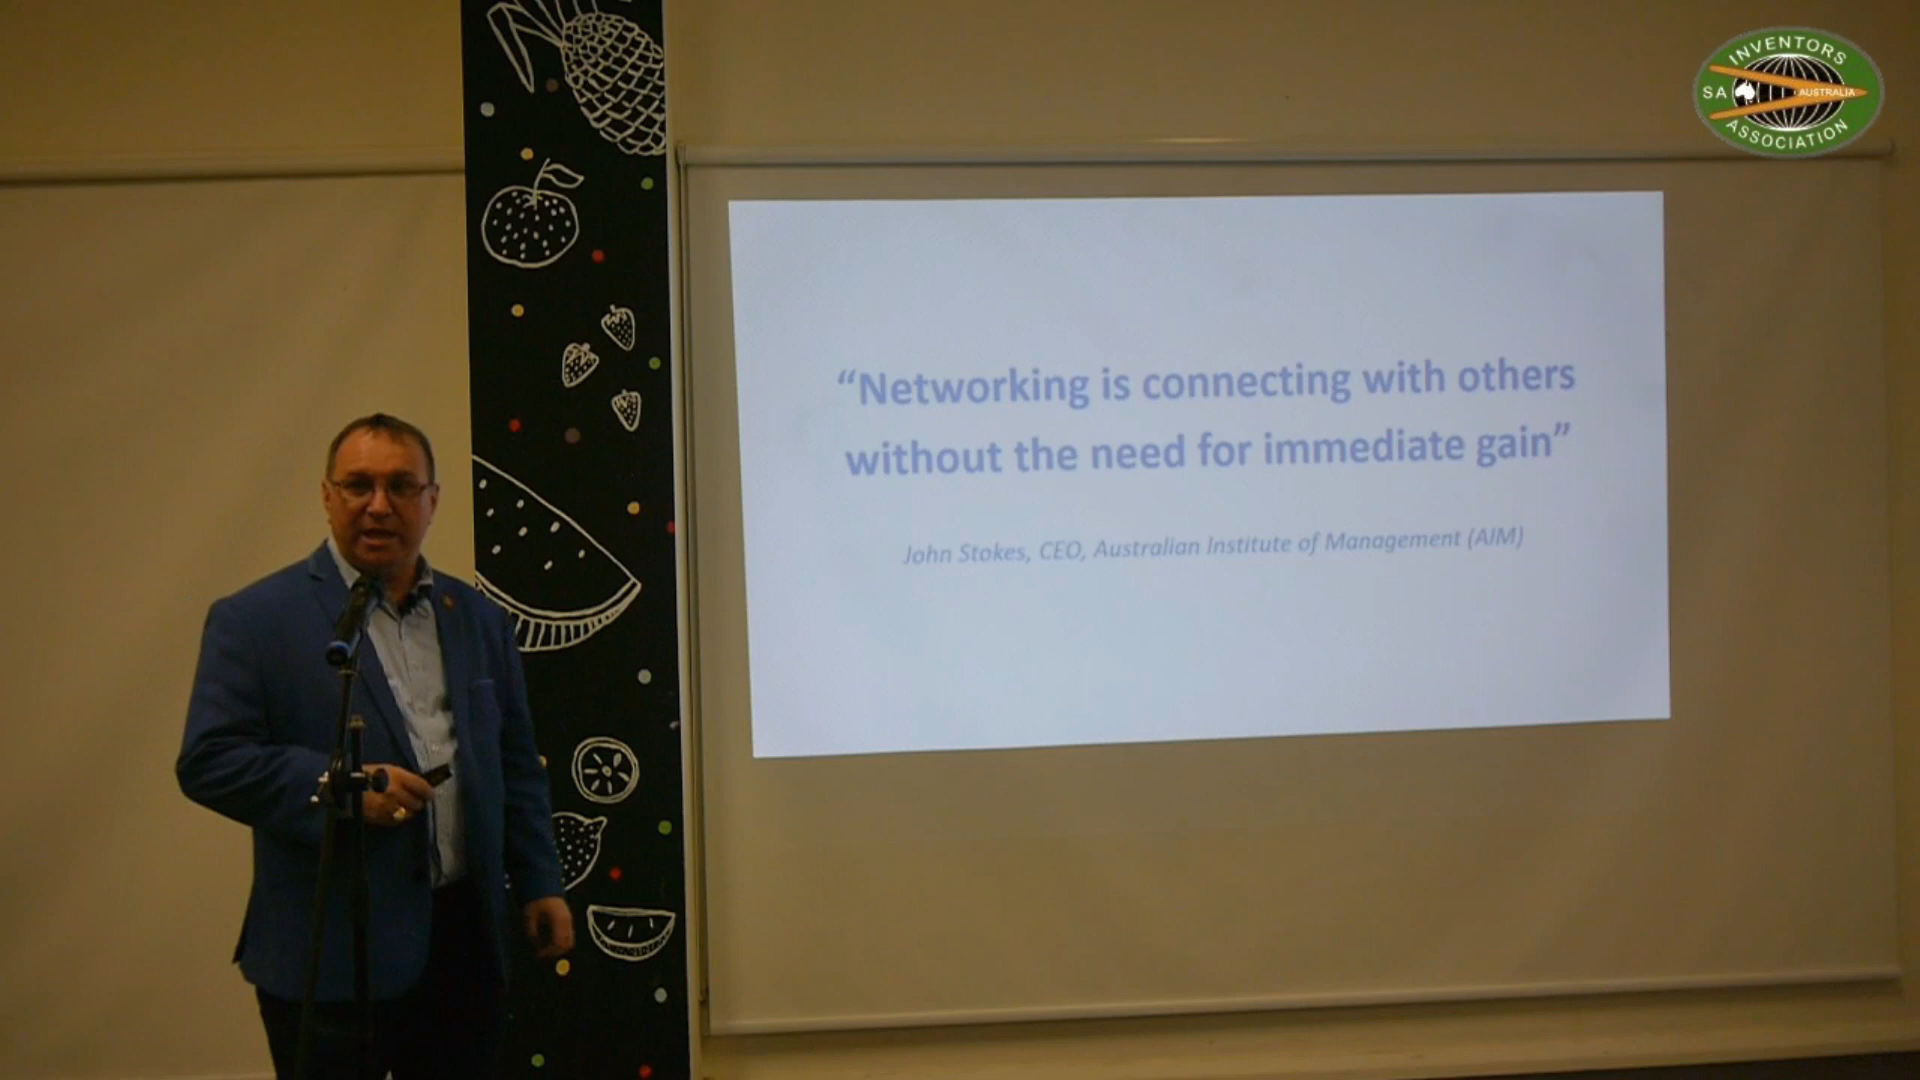 INVENTORS
SA AUSTRALIA
ASSOCIATION
“Networking is connecting with others
without the need for immediate gain”
John Stokes, CEO, Australian Institute of Management (AIM)